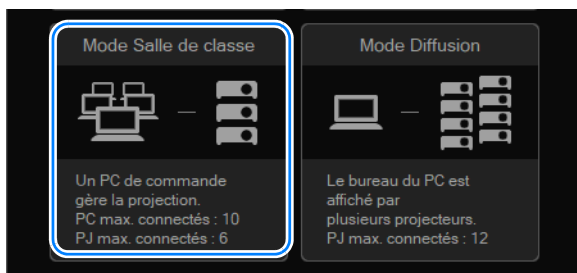 Mode Salle de classe
Un PC de commande
gère la projection.
PC max. connectés : 10
PJ max. connectés : 6
Mode Diffusion
Le bureau du PC est
affiché par
plusieurs projecteurs.
PJ max. connectés : 12